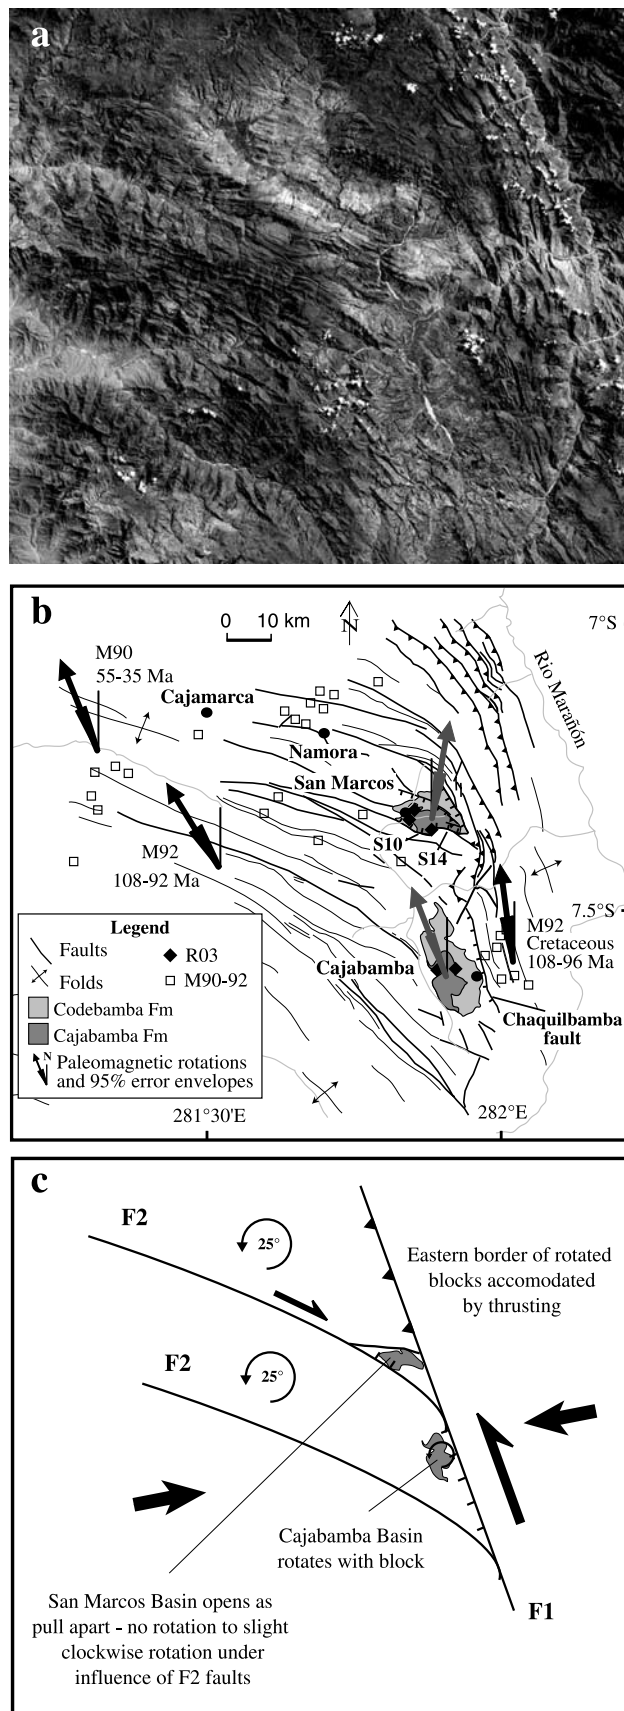 a
b
0 10 km
N
7°S
M90
55-35 Ma
Cajamarca
Rio Marañón
Namora
San Marcos
S10
S14
M92
108-92 Ma
7.5°S
M92
Cretaceous
108-96 Ma
Legend
Faults
R03
Folds
M90-92
Codebamba Fm
Cajabamba Fm
N
Paleomagnetic rotations
and 95% error envelopes
Cajabamba
Chaquilbamba
fault
281°30'E
282°E
c
F2
25°
Eastern border of rotated
blocks accomodated
by thrusting
F2
25°
Cajabamba Basin
rotates with block
San Marcos Basin opens as
pull apart - no rotation to slight
clockwise rotation under
influence of F2 faults
F1